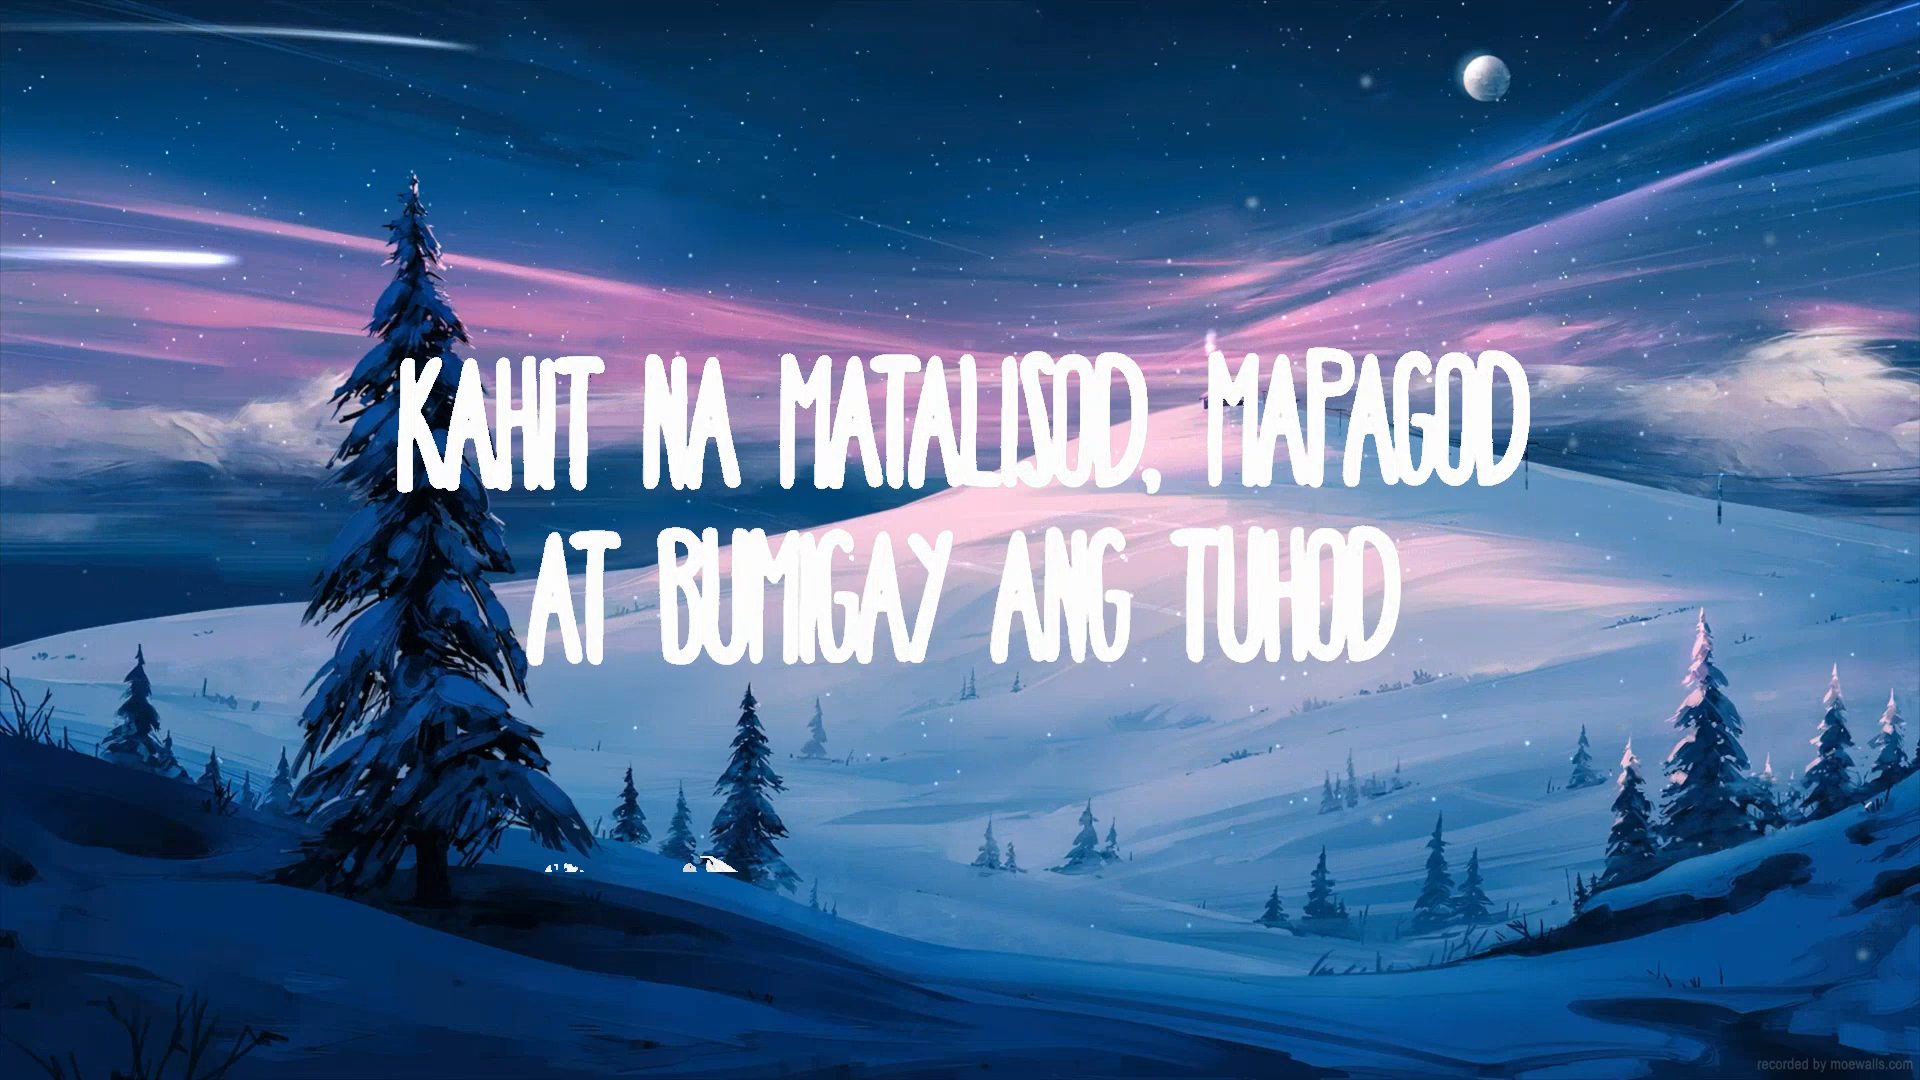 KAHIT NA MATALISOD, MAPAGOD
AT BUMIGAY ANG TUHOD
recorded by moewalls.com